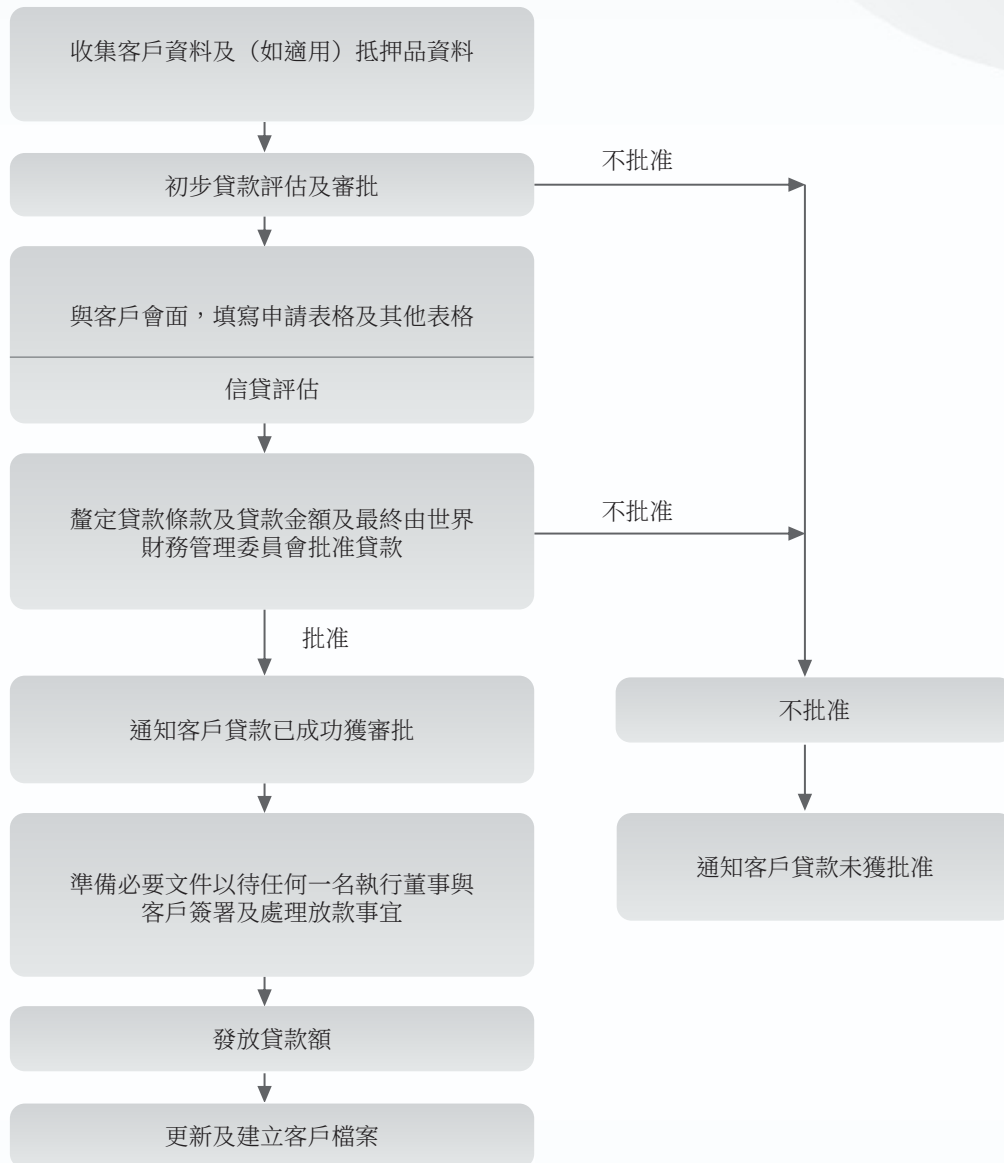 收集客戶資料及（如適用）抵押品資料
初步貸款評估及審批
不批准
與客戶會面，填寫申請表格及其他表格
信貸評估
釐定貸款條款及貸款金額及最終由世界
財務管理委員會批准貸款
不批准
批准
通知客戶貸款已成功獲審批
不批准
準備必要文件以待任何一名執行董事與
客戶簽署及處理放款事宜
通知客戶貸款未獲批准
發放貸款額
更新及建立客戶檔案